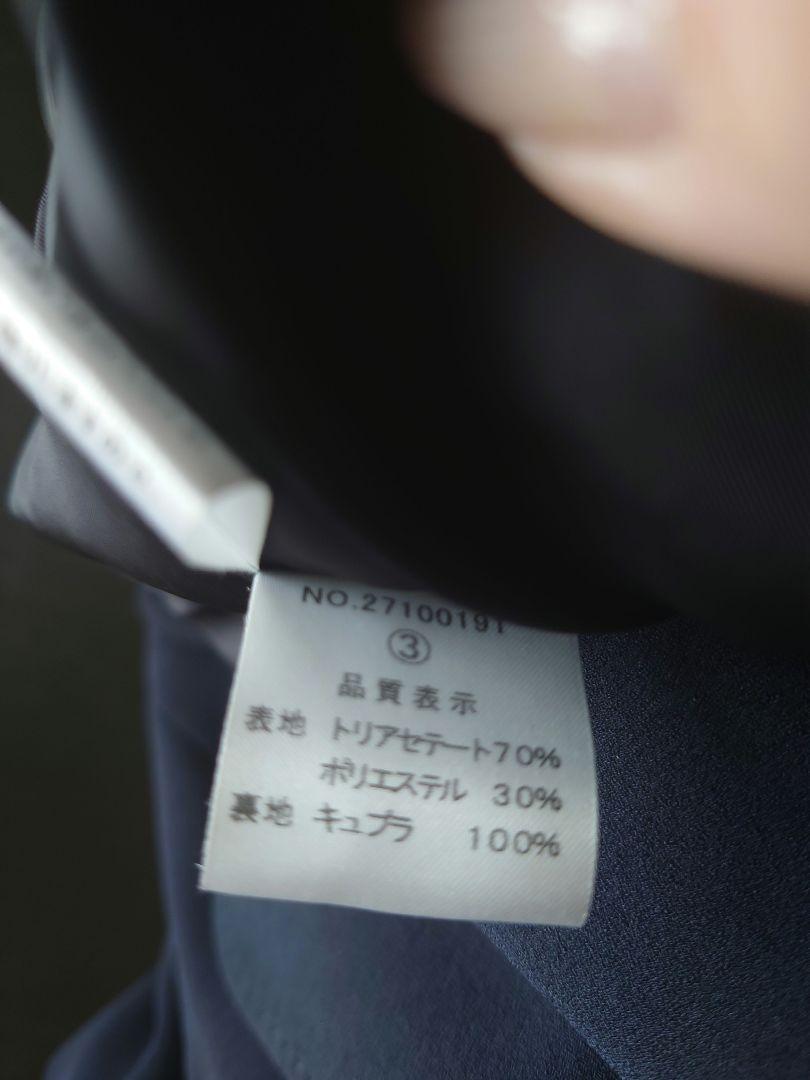 NO.27100191
③
品質表示
表地 トリアセテート70%
ポリエステル 30%
裏地 キュプラ 100%